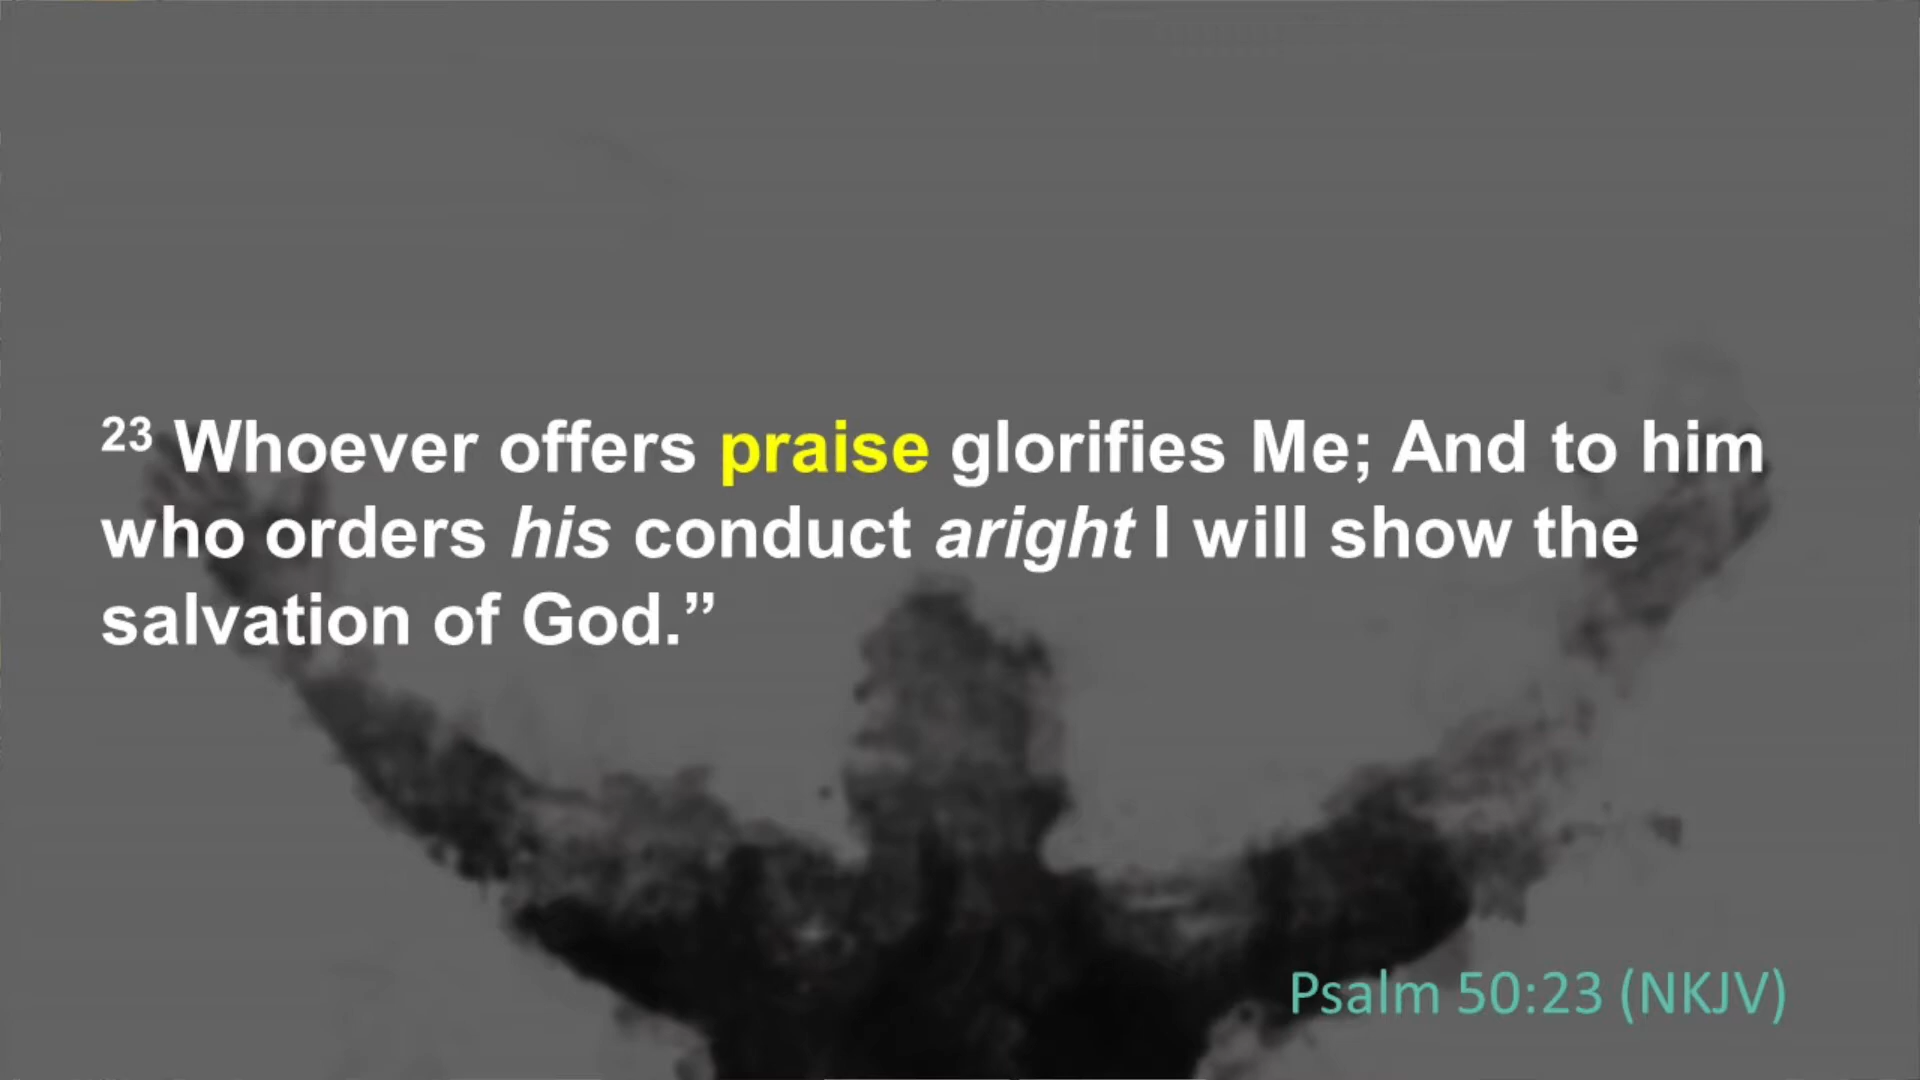 23 Whoever offers praise glorifies Me; And to him
who orders his conduct aright I will show the
salvation of God.”
Psalm 50:23 (NKJV)